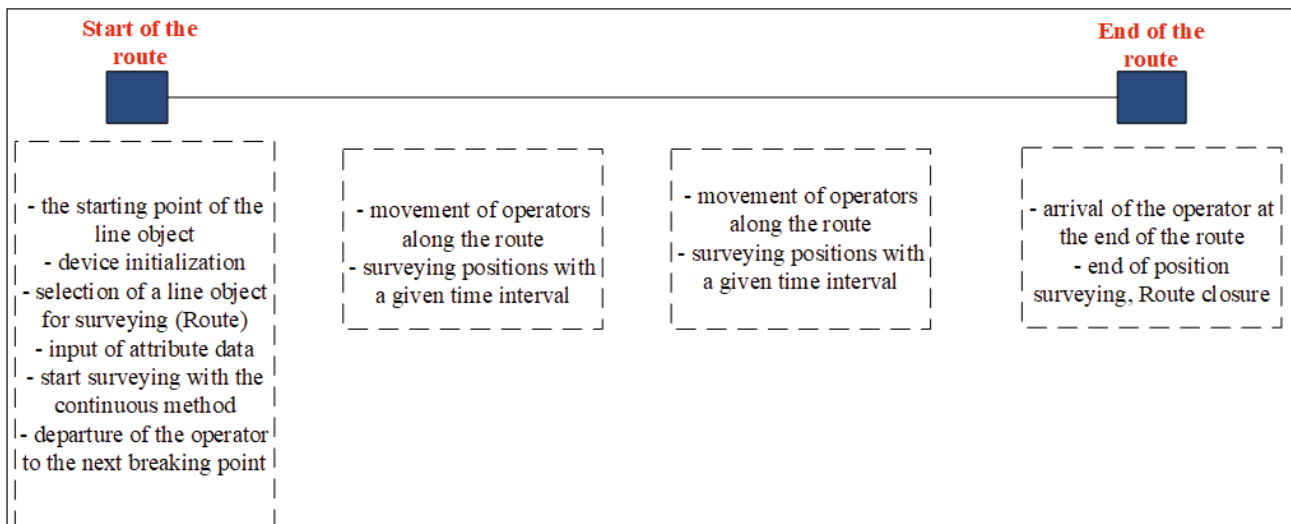 Start of the
route
End of the
route
- the starting point of the
line object
- device initialization
- selection of a line object
for surveying (Route)
- input of attribute data
- start surveying with the
continuous method
- departure of the operator
to the next breaking point
- movement of operators
along the route
- surveying positions with
a given time interval
- movement of operators
along the route
- surveying positions with
a given time interval
- arrival of the operator at
the end of the route
- end of position
surveying, Route closure